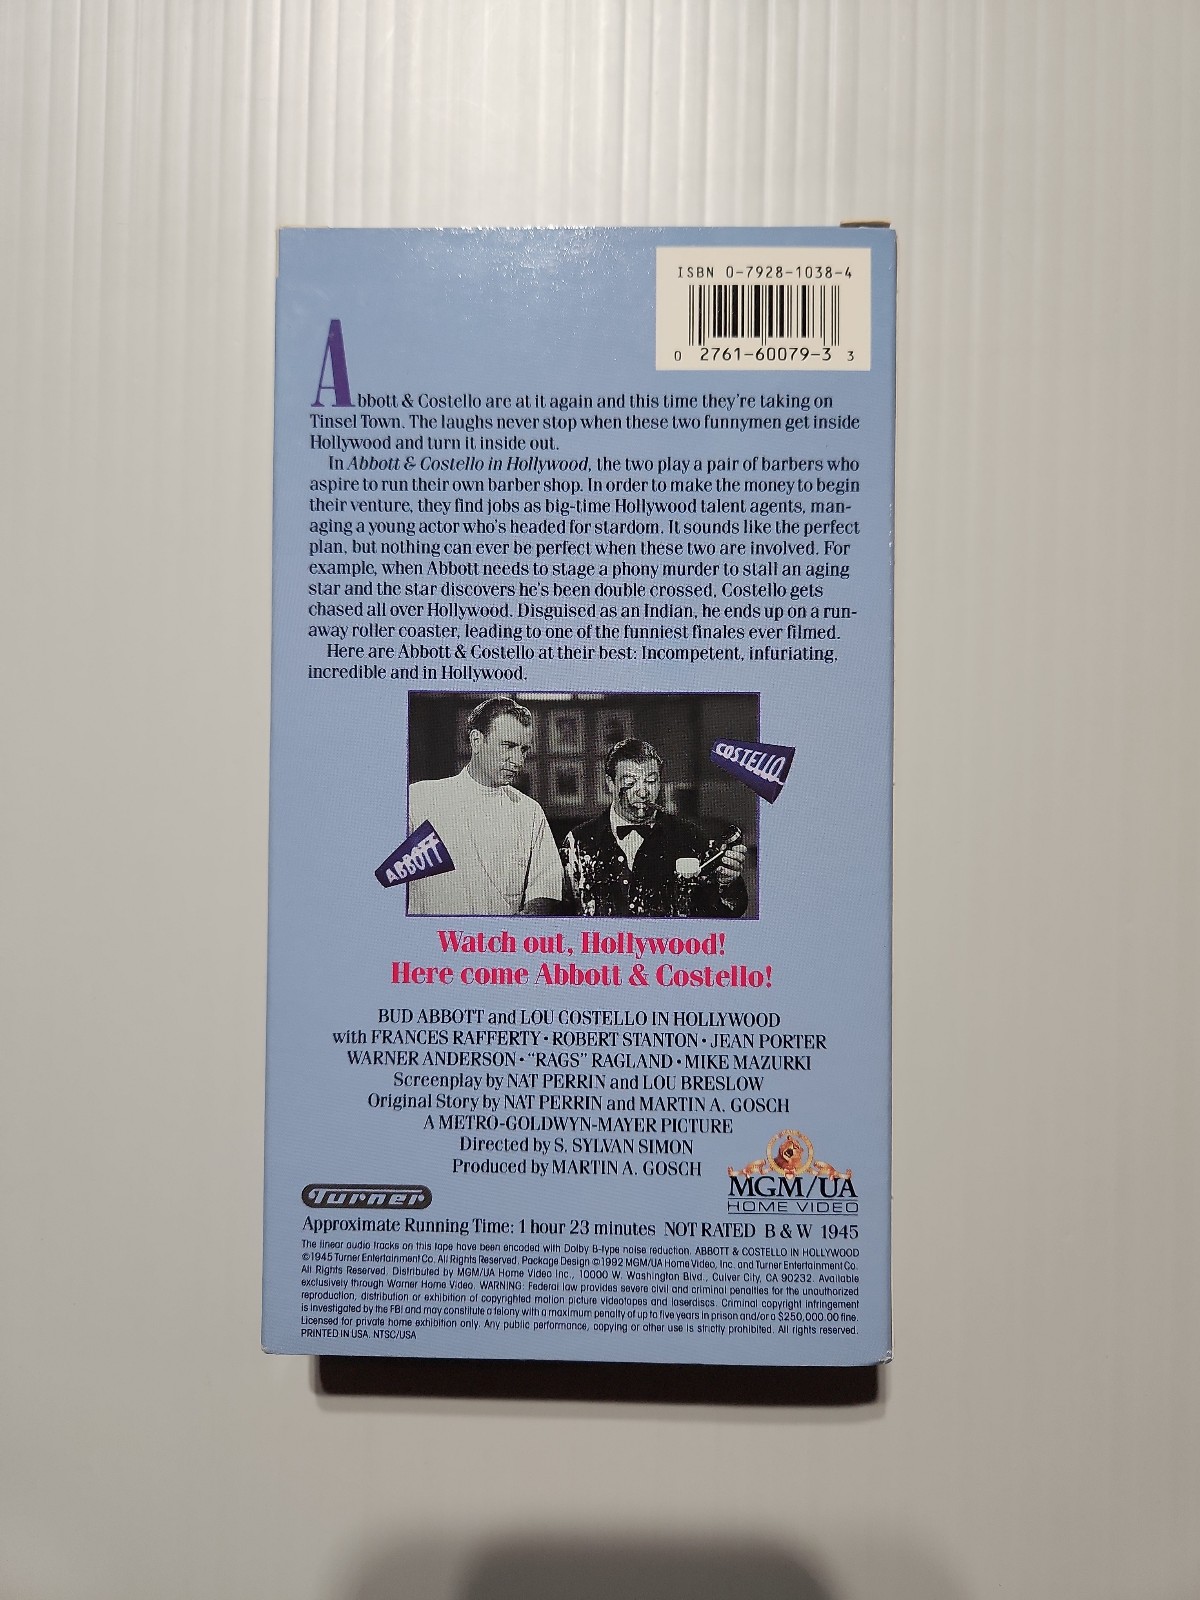 ISBN 0-7928-1038-4
0 2761-60079-3 3
Abbott & Costello are at it again and this time they're taking on
Tinsel Town. The laughs never stop when these two funnymen get inside
Hollywood and turn it inside out.
In Abbott & Costello in Hollywood, the two play a pair of barbers who
aspire to run their own barber shop. In order to make the money to begin
their venture, they find jobs as big-time Hollywood talent agents, man-
aging a young actor who's headed for stardom. It sounds like the perfect
plan, but nothing can ever be perfect when these two are involved. For
example, when Abbott needs to stage a phony murder to stall an aging
star and the star discovers he's been double crossed, Costello gets
chased all over Hollywood. Disguised as an Indian, he ends up on a run-
away roller coaster, leading to one of the funniest finales ever filmed.
Here are Abbott & Costello at their best: Incompetent, infuriating,
incredible and in Hollywood.
COSTELLO
ABBOTT
Watch out, Hollywood!
Here come Abbott & Costello!
BUD ABBOTT and LOU COSTELLO IN HOLLYWOOD
with FRANCES RAFFERTY • ROBERT STANTON • JEAN PORTER
WARNER ANDERSON • "RAGS" RAGLAND • MIKE MAZURKI
Screenplay by NAT PERRIN and LOU BRESLOW
Original Story by NAT PERRIN and MARTIN A. GOSCH
A METRO-GOLDWYN-MAYER PICTURE
Directed by S. SYLVAN SIMON
Produced by MARTIN A. GOSCH
Turner
MGM/UA
HOME VIDEO
Approximate Running Time: 1 hour 23 minutes NOT RATED B & W 1945
The linear audio tracks on this tape have been encoded with Dolby B-type noise reduction. ABBOTT & COSTELLO IN HOLLYWOOD
©1945 Turner Entertainment Co. All Rights Reserved. Package Design ©1992 MGM/UA Home Video, Inc. and Turner Entertainment Co.
All Rights Reserved. Distributed by MGM/UA Home Video Inc., 10000 W. Washington Blvd., Culver City, CA 90232. Available
exclusively through Warner Home Video. WARNING: Federal law provides severe civil and criminal penalties for the unauthorized
reproduction, distribution or exhibition of copyrighted motion picture videotapes and laserdiscs. Criminal copyright infringement
is investigated by the FBI and may constitute a felony with a maximum penalty of up to five years in prison and/or a $250,000.00 fine.
Licensed for private home exhibition only. Any public performance, copying or other use is strictly prohibited. All rights reserved.
PRINTED IN USA. NTSC/USA